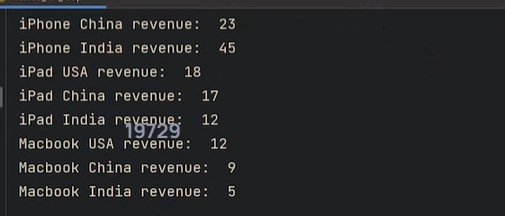 iPhone China revenue:  23
iPhone India revenue:  45
iPad USA revenue:  18
iPad China revenue:  17
iPad India revenue:  12
19729
Macbook USA revenue:  12
Macbook China revenue:  9
Macbook India revenue:  5